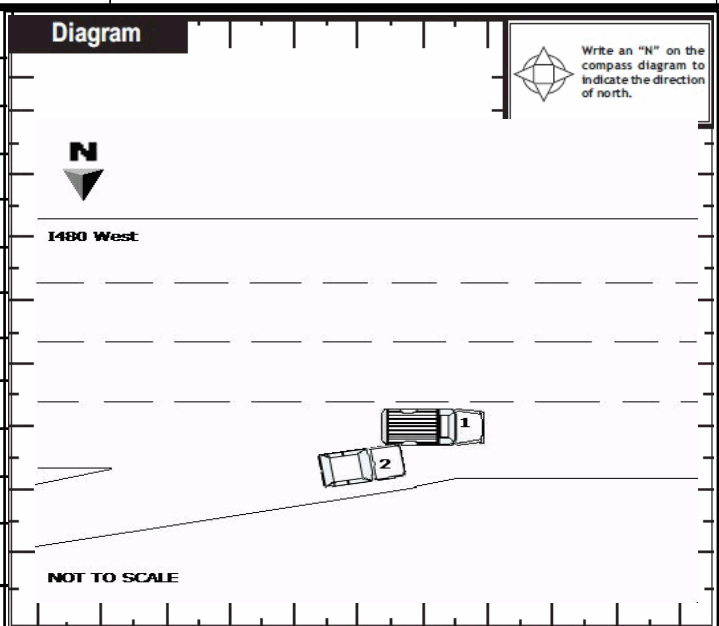 Diagram
Write an “N” on the
compass diagram to
indicate the direction
of north.
N
I480 West
1
2
NOT TO SCALE